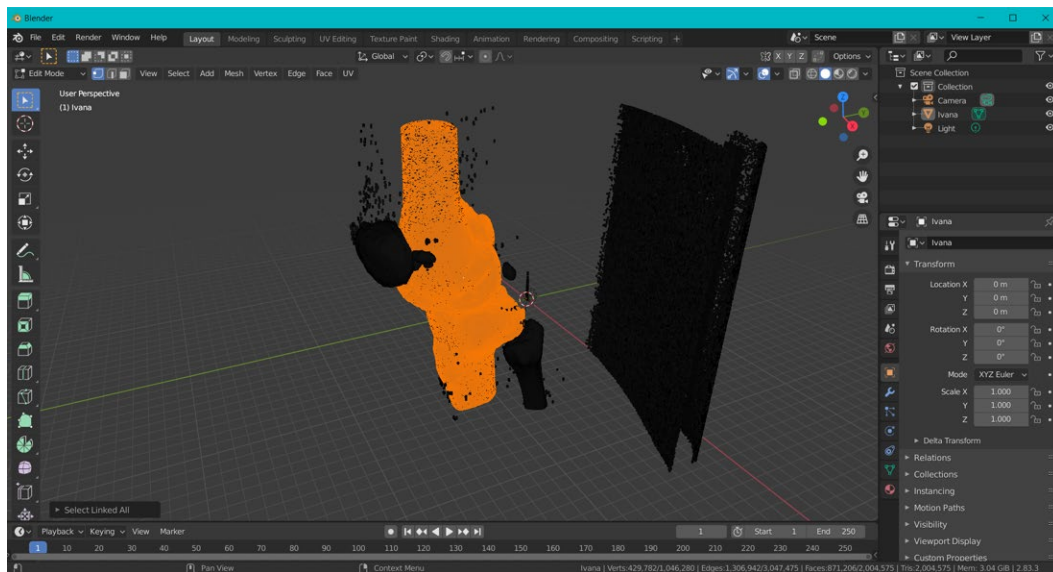 Blender
File Edit Render Window Help Layout Modeling Sculpting UV Editing Texture Paint Shading Animation Rendering Compositing Scripting + Scene View Layer
Global X Y Z Options
Edit Mode View Select Add Mesh Vertex Edge Face UV
User Perspective
(1) Ivana
Scene Collection
Collection
Camera
Ivana
Light
Ivana
Ivana
Transform
Location X 0 m
Y 0 m
Z 0 m
Rotation X 0°
Y 0°
Z 0°
Mode XYZ Euler
Scale X 1.000
Y 1.000
Z 1.000
Delta Transform
Relations
Collections
Instancing
Motion Paths
Visibility
Viewport Display
Custom Properties
Select Linked All
Playback Keying View Marker 1 Start 1 End 250
1 10 20 30 40 50 60 70 80 90 100 110 120 130 140 150 160 170 180 190 200 210 220 230 240 250
Pan View Context Menu Ivana | Verts:429,782/1,046,280 | Edges:1,306,942/3,047,475 | Faces:871,206/2,004,575 | Tris:2,004,575 | Mem: 3.04 GiB | 2.83.3